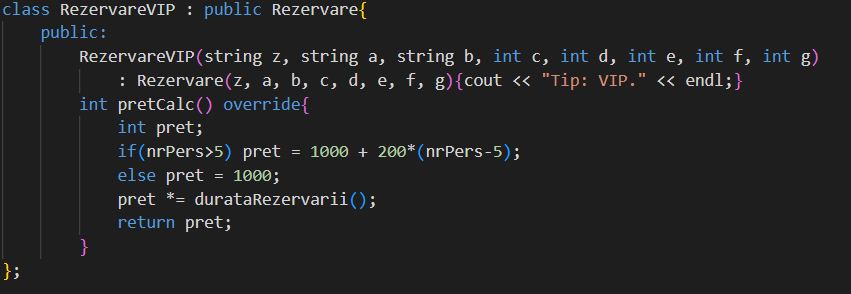 class RezervareVIP : public Rezervare{
    public:
        RezervareVIP(string z, string a, string b, int c, int d, int e, int f, int g)
            : Rezervare(z, a, b, c, d, e, f, g){cout << "Tip: VIP." << endl;}
        int pretCalc() override{
            int pret;
            if(nrPers>5) pret = 1000 + 200*(nrPers-5);
            else pret = 1000;
            pret *= durataRezervarii();
            return pret;
        }
};